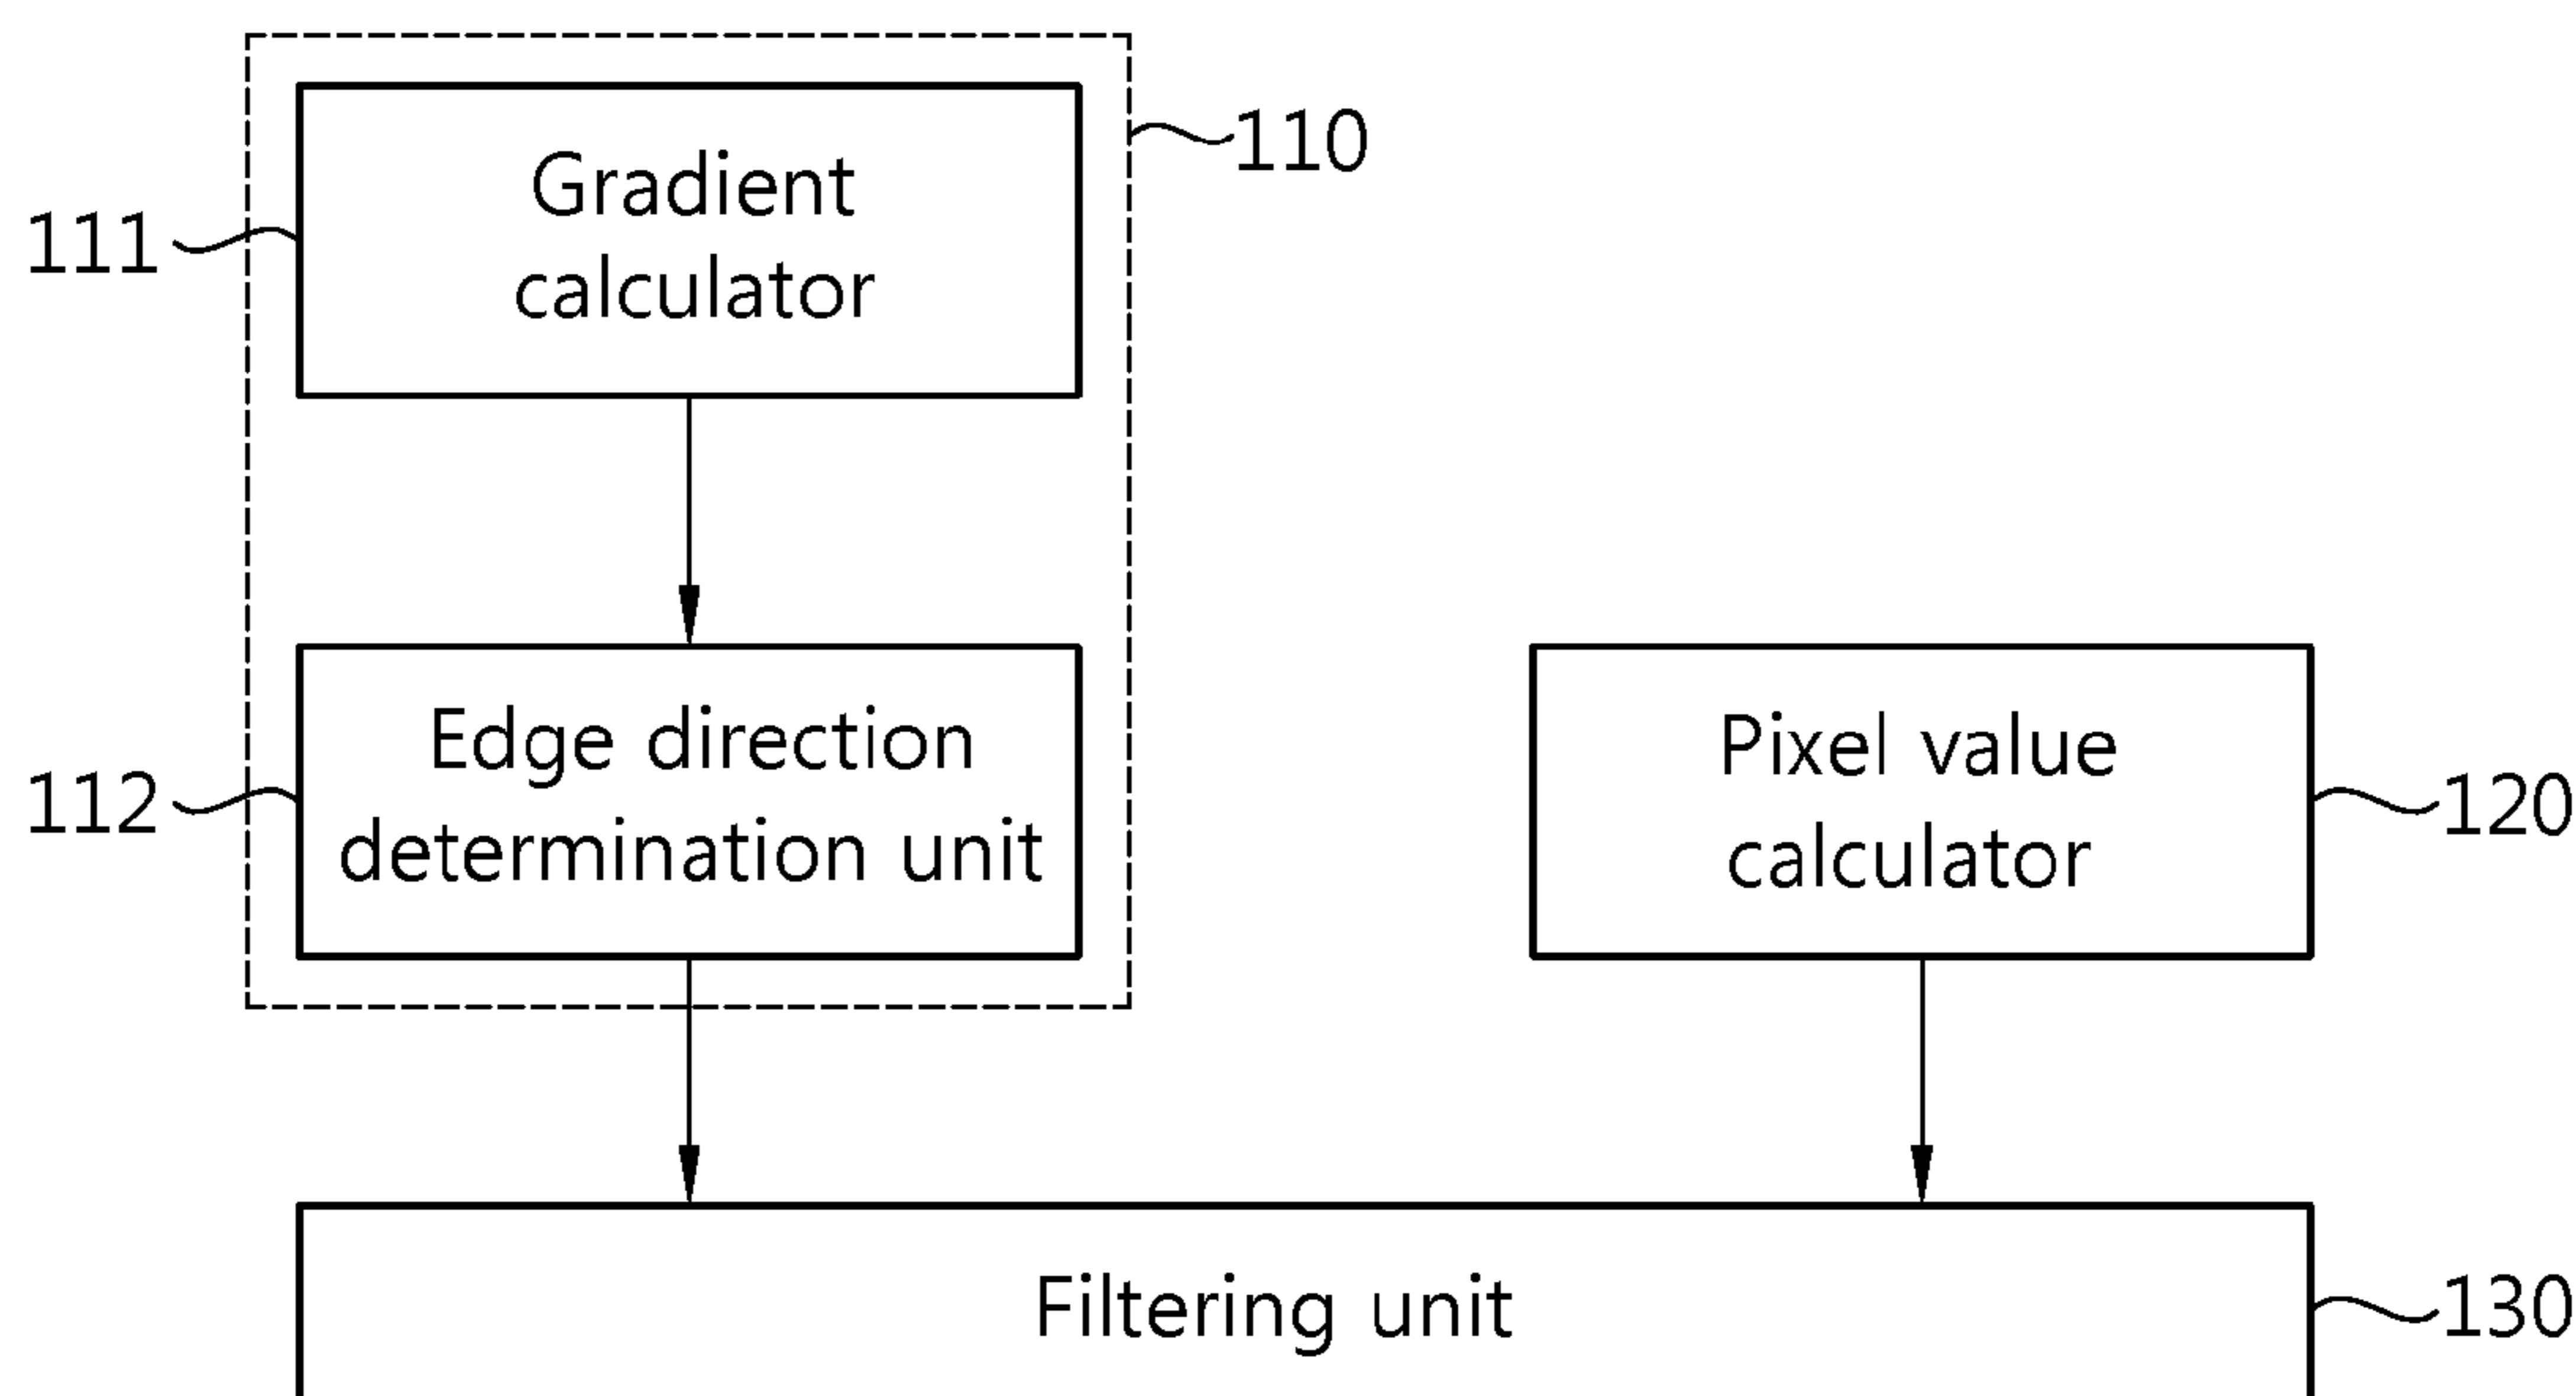 110
Gradient
calculator
111
Edge direction
determination unit
112
Pixel value
calculator
120
Filtering unit
130